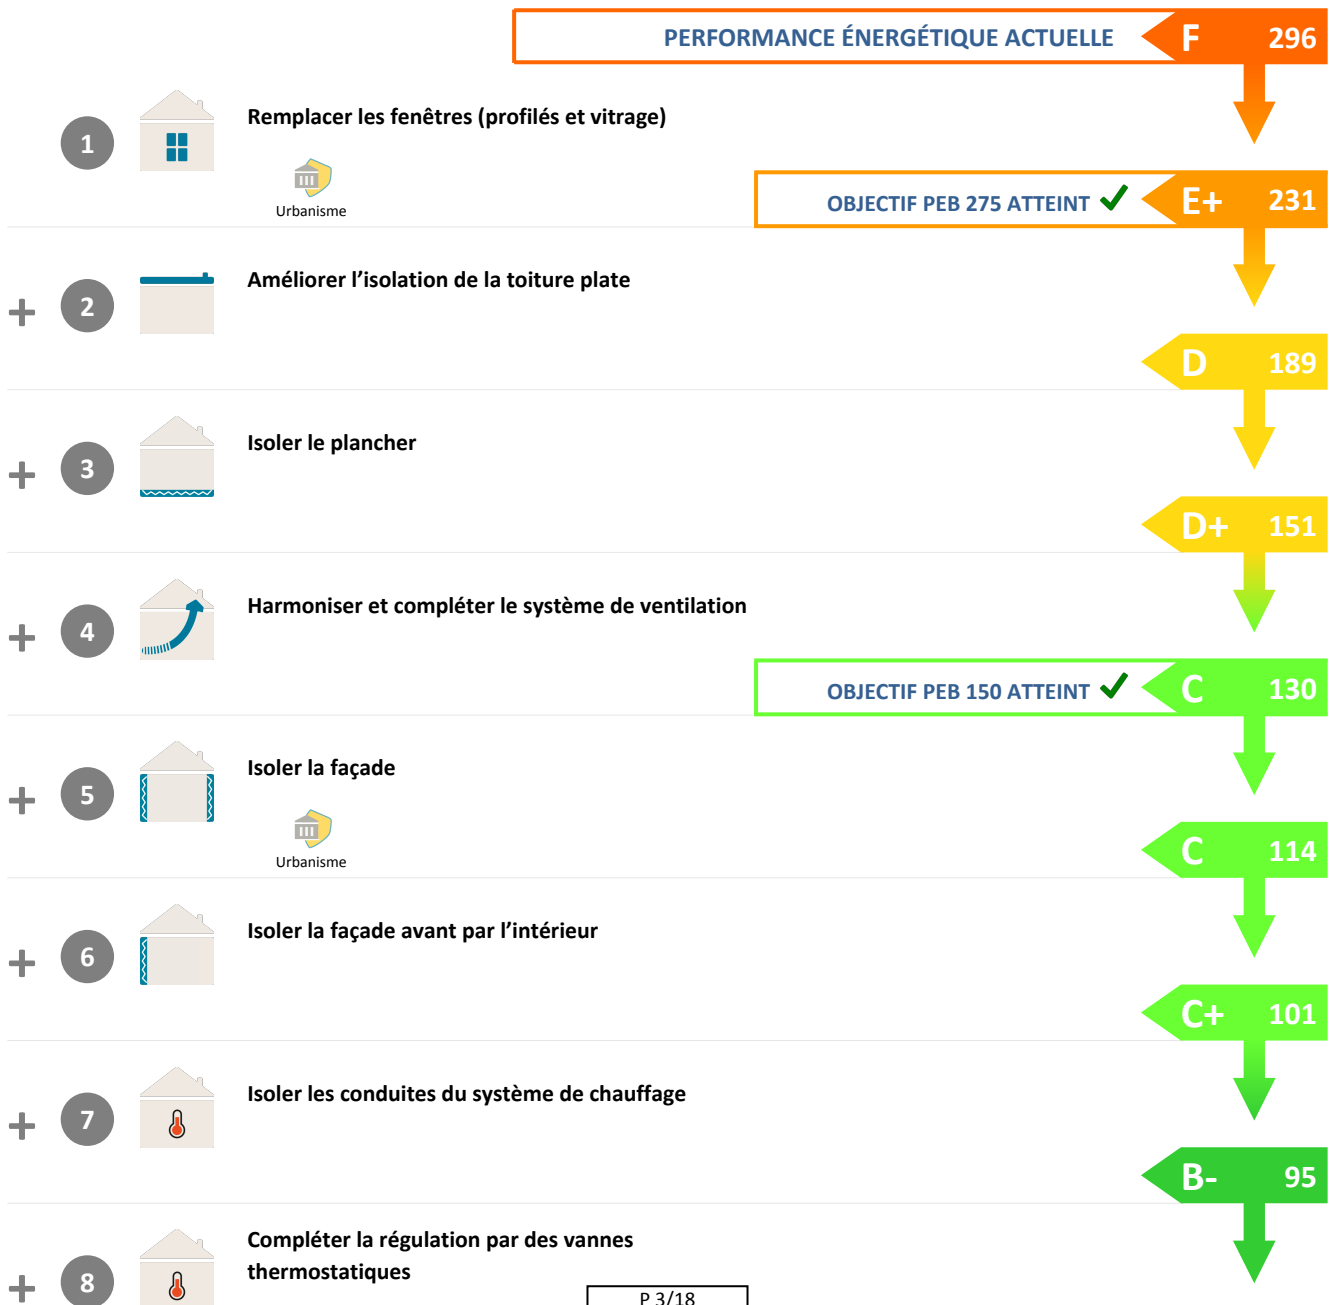 PERFORMANCE ÉNERGÉTIQUE ACTUELLE F 296
1 Remplacer les fenêtres (profilés et vitrage)
Urbanisme
OBJECTIF PEB 275 ATTEINT E+ 231
+ 2 Améliorer l’isolation de la toiture plate
D 189
+ 3 Isoler le plancher
D+ 151
+ 4 Harmoniser et compléter le système de ventilation
OBJECTIF PEB 150 ATTEINT C 130
+ 5 Isoler la façade
Urbanisme
C 114
+ 6 Isoler la façade avant par l’intérieur
C+ 101
+ 7 Isoler les conduites du système de chauffage
B- 95
+ 8 Compléter la régulation par des vannes
thermostatiques
P 3/18